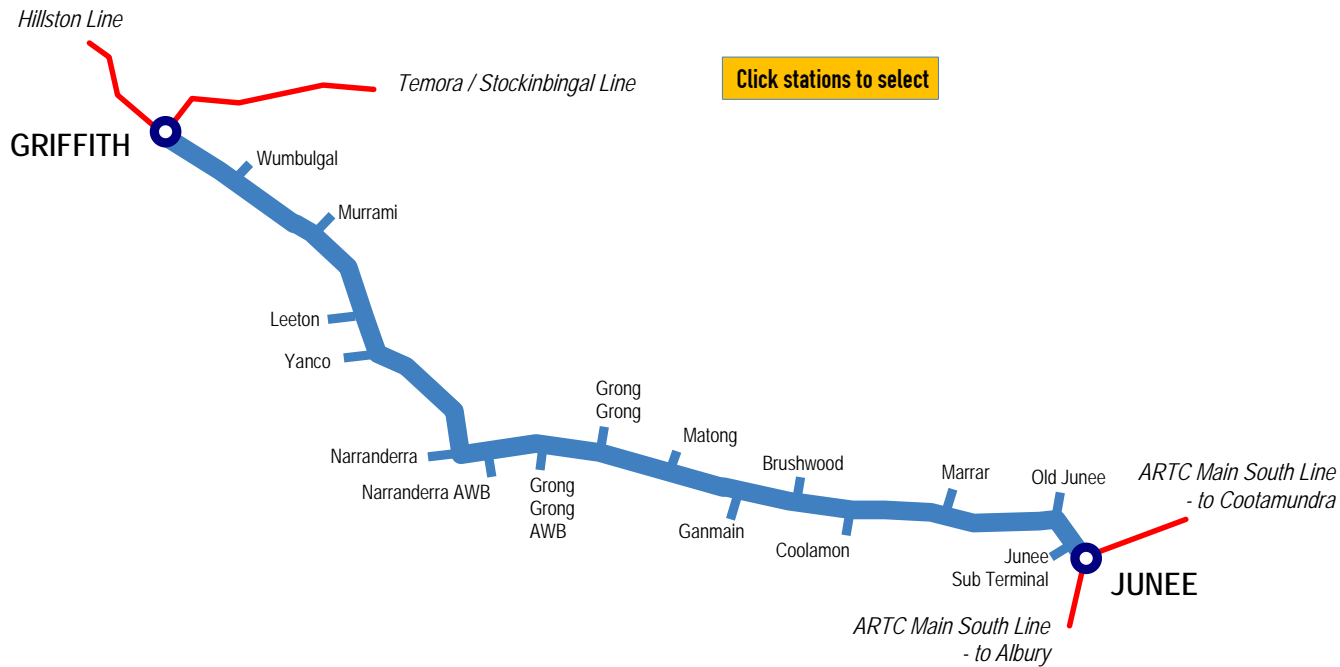 Hillston Line
Temora / Stockinbingal Line
Click stations to select
GRIFFITH
Wumbulgal
Murrami
Leeton
Yanco
Grong
Grong
Matong
Narranderra
Brushwood
Marrar
Old Junee
ARTC Main South Line
- to Cootamundra
Narranderra AWB
Grong
Grong
AWB
Ganmain
Coolamon
Junee
Sub Terminal
JUNEE
ARTC Main South Line
- to Albury